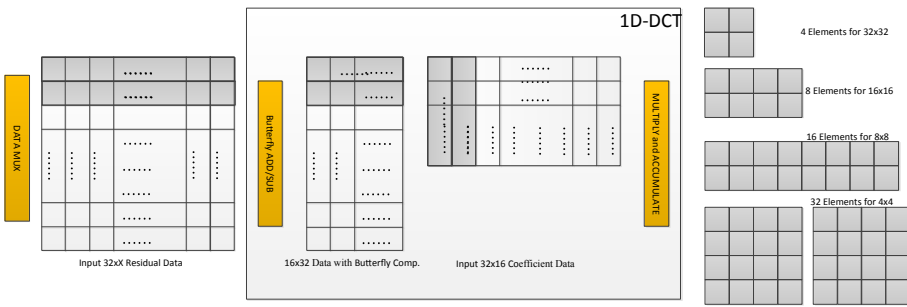 1D-DCT
DATA MUX
Input 32xX Residual Data
Butterfly ADD/SUB
16x32 Data with Butterfly Comp.
Input 32x16 Coefficient Data
MULTIPLY and ACCUMULATE
4 Elements for 32x32
8 Elements for 16x16
16 Elements for 8x8
32 Elements for 4x4